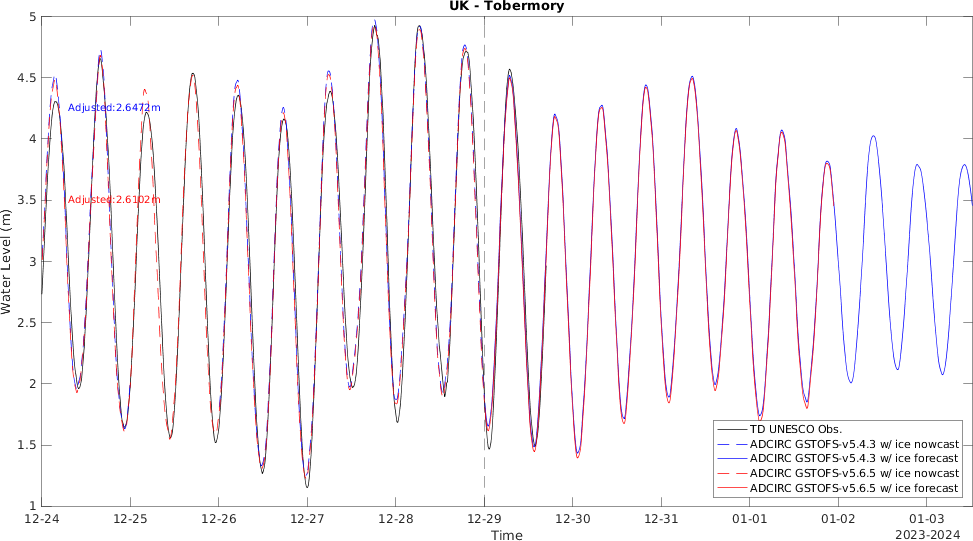 UK - Tobermory
5
4.5
4
3.5
3
2.5
2
1.5
1
Water Level (m)
Adjusted:2.6472m
Adjusted:2.6102m
TD UNESCO Obs.
ADCIRC GSTOFS-v5.4.3 w/ ice nowcast
ADCIRC GSTOFS-v5.4.3 w/ ice forecast
ADCIRC GSTOFS-v5.6.5 w/ ice nowcast
ADCIRC GSTOFS-v5.6.5 w/ ice forecast
12-24 12-25 12-26 12-27 12-28 12-29 12-30 12-31 01-01 01-02 01-03
Time
2023-2024